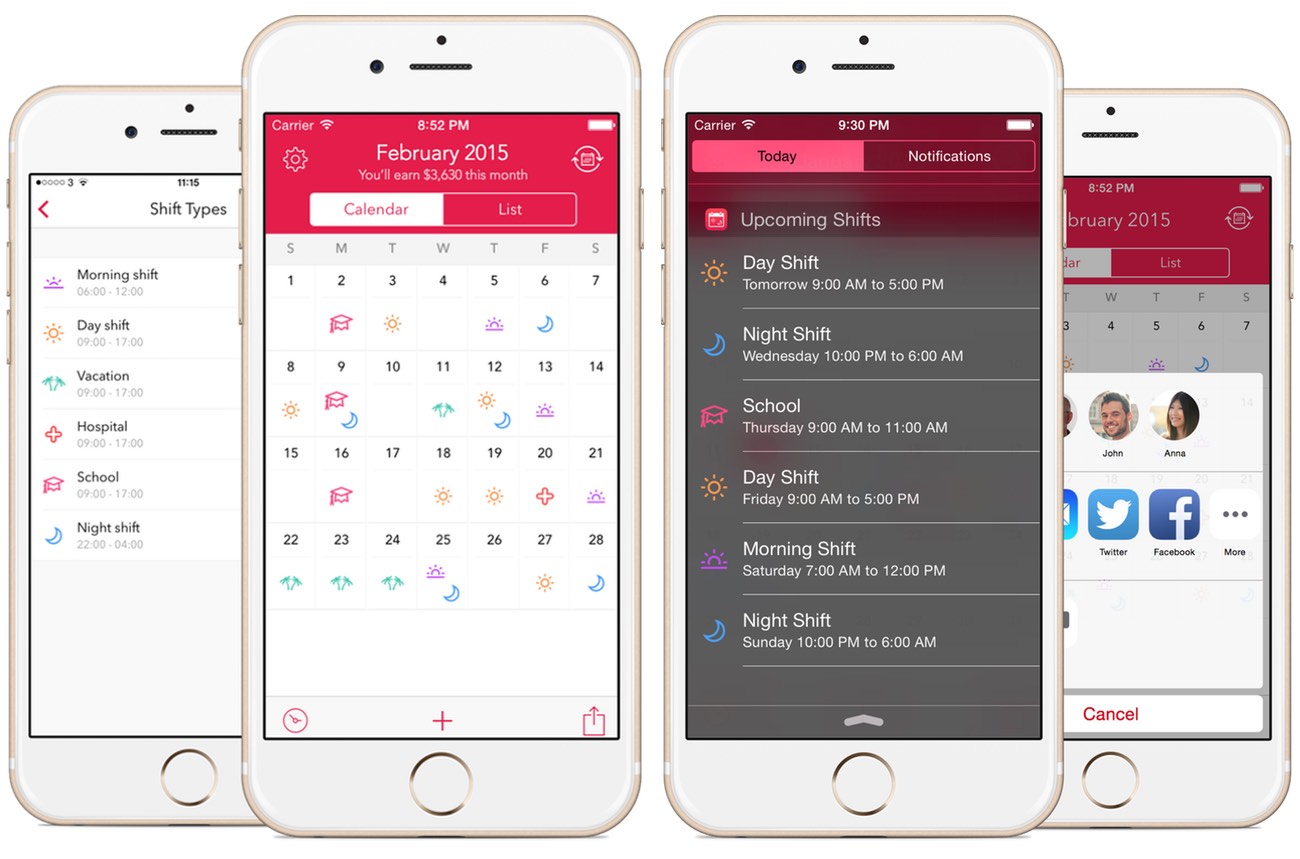 ●○○○○ 3
11:15
Shift Types
Morning shift
06:00 - 12:00
Day shift
09:00 - 17:00
Vacation
09:00 - 17:00
Hospital
09:00 - 17:00
School
09:00 - 17:00
Night shift
22:00 - 04:00
Carrier 8:52 PM
February 2015
You'll earn $3,630 this month
Calendar List
S M T W T F S
1 2 3 4 5 6 7
8 9 10 11 12 13 14
15 16 17 18 19 20 21
22 23 24 25 26 27 28
Carrier 9:30 PM
Today Notifications
Upcoming Shifts
Day Shift
Tomorrow 9:00 AM to 5:00 PM
Night Shift
Wednesday 10:00 PM to 6:00 AM
School
Thursday 9:00 AM to 11:00 AM
Day Shift
Friday 9:00 AM to 5:00 PM
Morning Shift
Saturday 7:00 AM to 12:00 PM
Night Shift
Sunday 10:00 PM to 6:00 AM
8:52 PM
bruary 2015
dar List
T W T F S
3 4 5 6 7
14
John Anna
21
Twitter Facebook More
28
Cancel